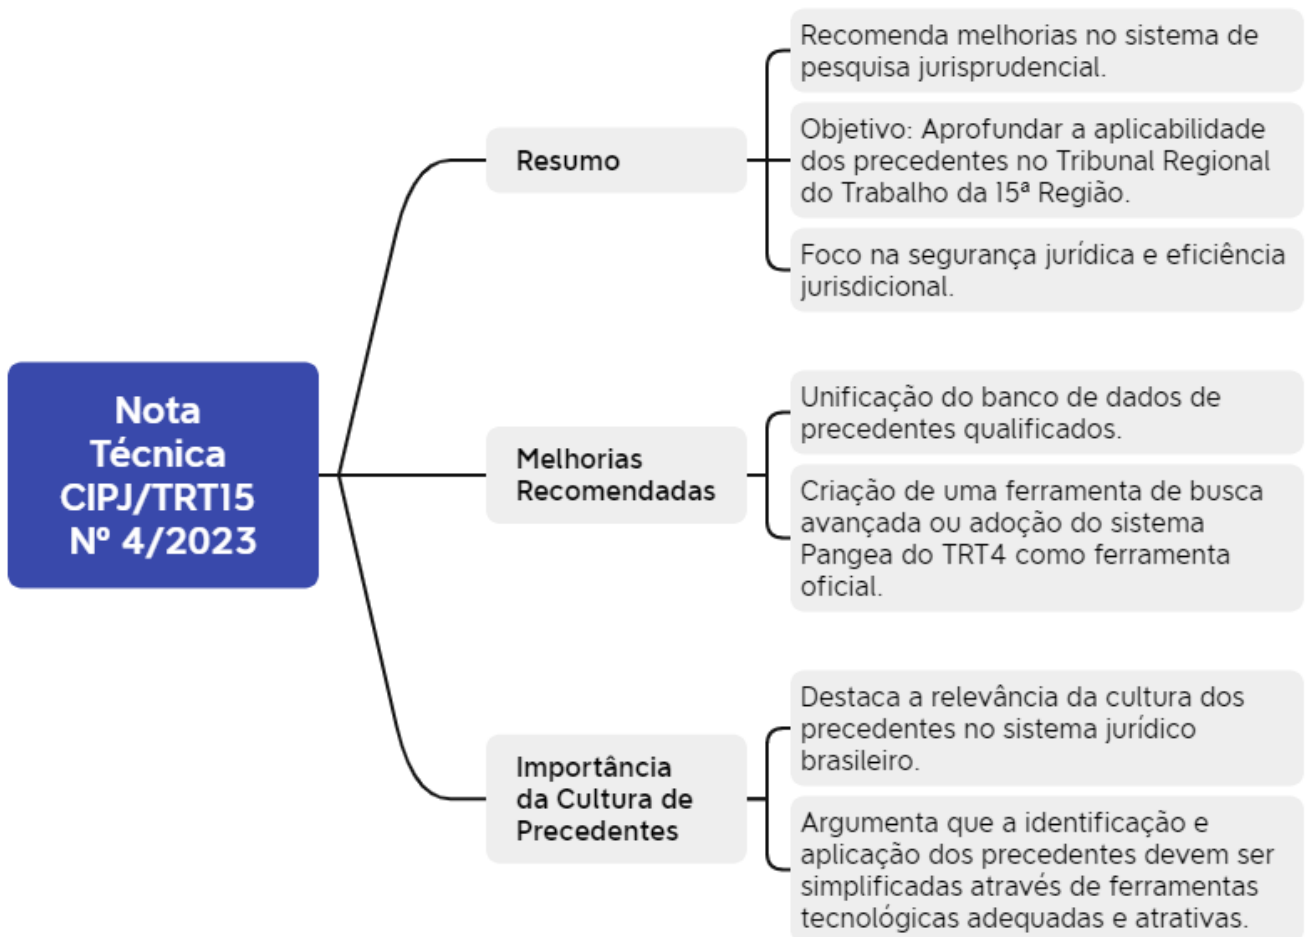 Nota
Técnica
CIPJ/TRT15
Nº 4/2023
Resumo
Recomenda melhorias no sistema de
pesquisa jurisprudencial.
Objetivo: Aprofundar a aplicabilidade
dos precedentes no Tribunal Regional
do Trabalho da 15ª Região.
Foco na segurança jurídica e eficiência
jurisdicional.
Melhorias
Recomendadas
Unificação do banco de dados de
precedentes qualificados.
Criação de uma ferramenta de busca
avançada ou adoção do sistema
Pangea do TRT4 como ferramenta
oficial.
Importância
da Cultura de
Precedentes
Destaca a relevância da cultura dos
precedentes no sistema jurídico
brasileiro.
Argumenta que a identificação e
aplicação dos precedentes devem ser
simplificadas através de ferramentas
tecnológicas adequadas e atrativas.